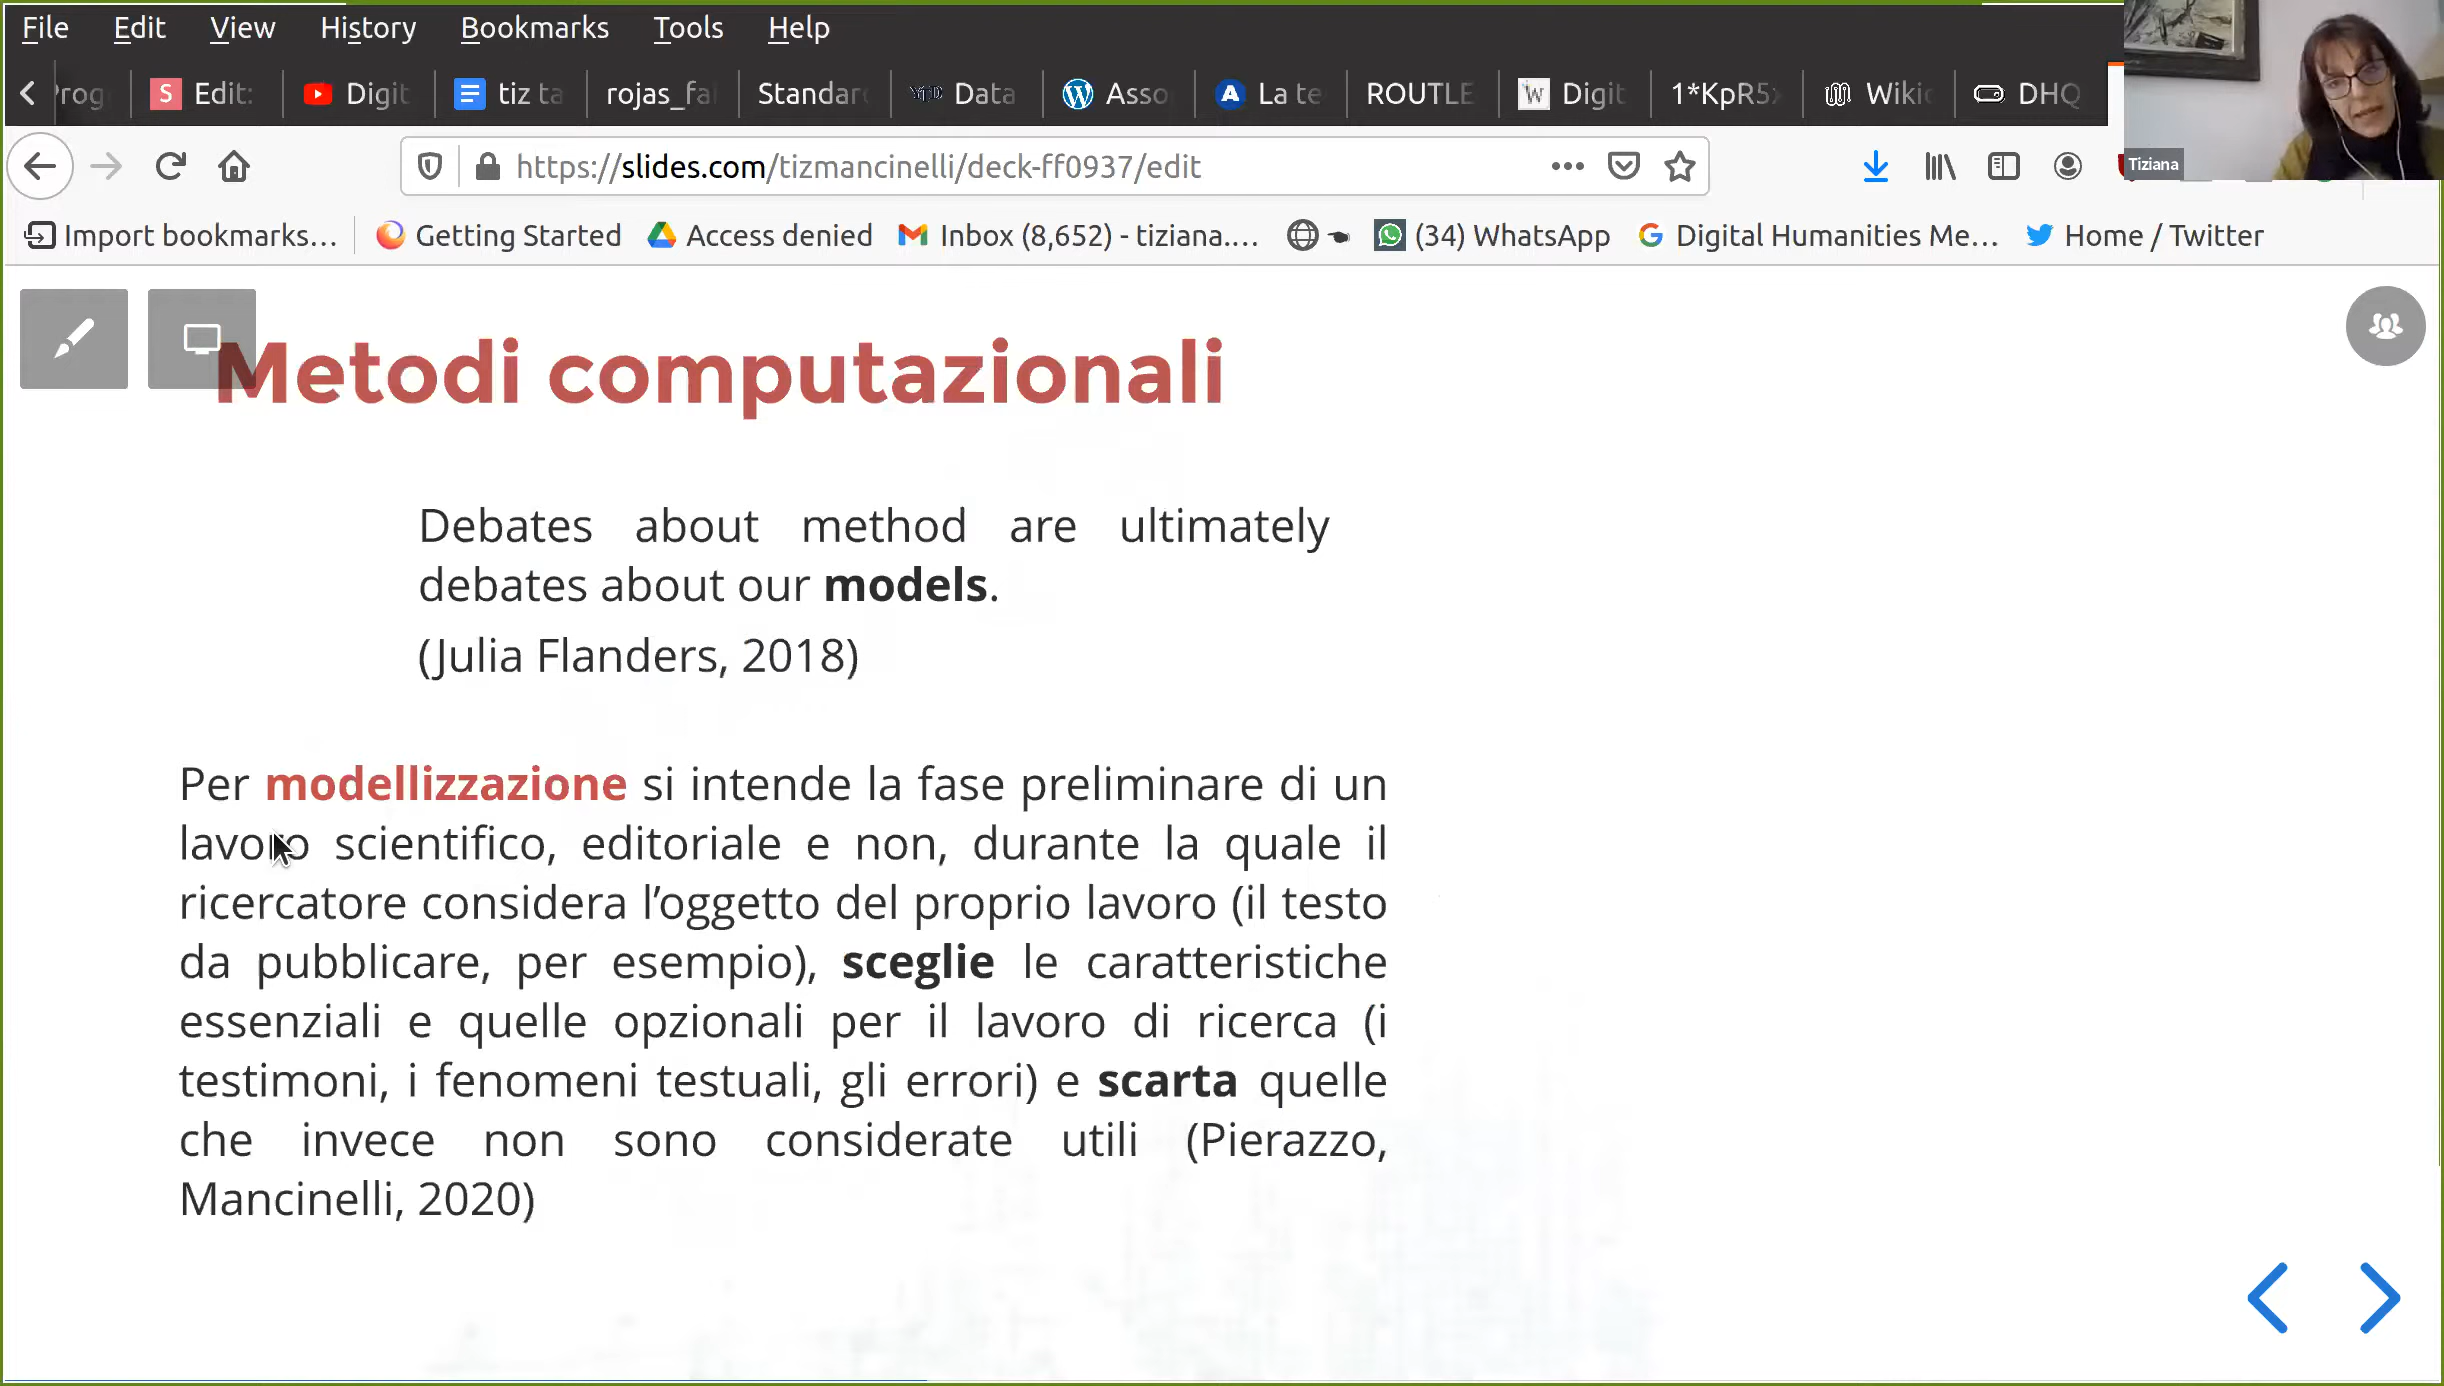 File Edit View History Bookmarks Tools Help
Prog Edit: Digit tiz ta rojas_fal Standar Data Asso La te ROUTLE Digit 1*KpR5 Wiki DHQ
https://slides.com/tizmancinelli/deck-ff0937/edit
Tiziana
Import bookmarks... Getting Started Access denied Inbox (8,652) - tiziana.... (34) WhatsApp Digital Humanities Me... Home / Twitter
Metodi computazionali
Debates about method are ultimately
debates about our models.
(Julia Flanders, 2018)
Per modellizzazione si intende la fase preliminare di un
lavoro scientifico, editoriale e non, durante la quale il
ricercatore considera l’oggetto del proprio lavoro (il testo
da pubblicare, per esempio), sceglie le caratteristiche
essenziali e quelle opzionali per il lavoro di ricerca (i
testimoni, i fenomeni testuali, gli errori) e scarta quelle
che invece non sono considerate utili (Pierazzo,
Mancinelli, 2020)